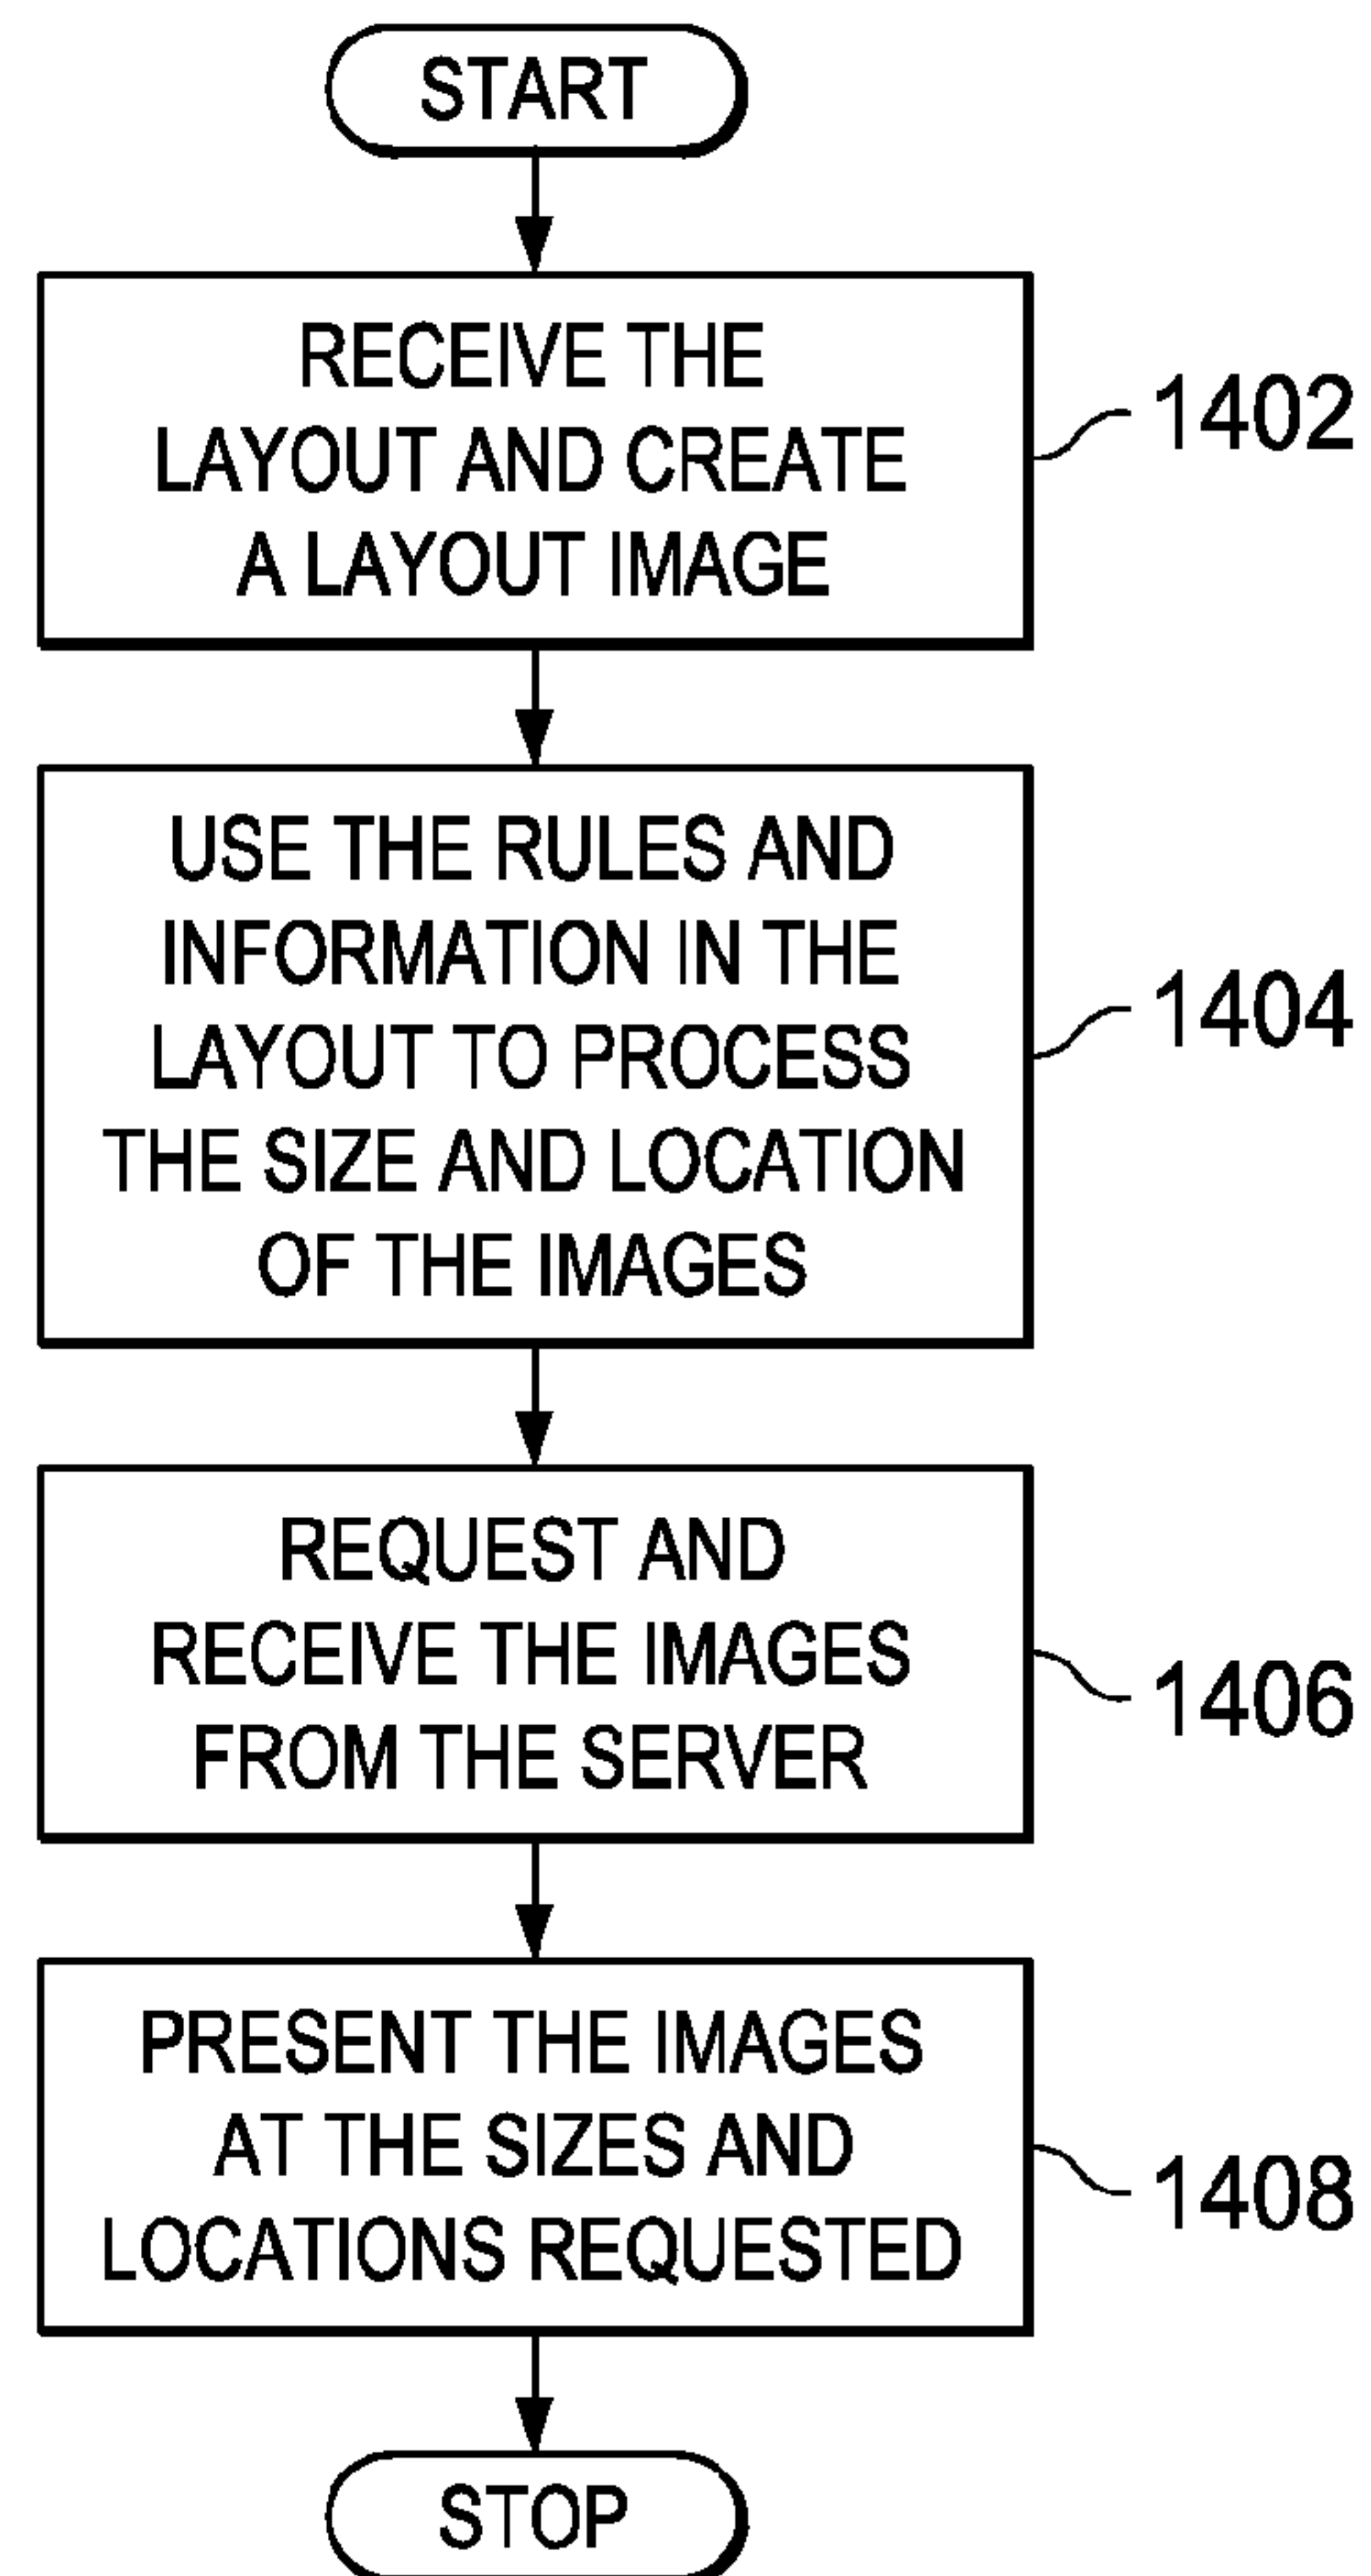 START
RECEIVE THE
LAYOUT AND CREATE
A LAYOUT IMAGE
1402
USE THE RULES AND
INFORMATION IN THE
LAYOUT TO PROCESS
THE SIZE AND LOCATION
OF THE IMAGES
1404
REQUEST AND
RECEIVE THE IMAGES
FROM THE SERVER
1406
PRESENT THE IMAGES
AT THE SIZES AND
LOCATIONS REQUESTED
1408
STOP